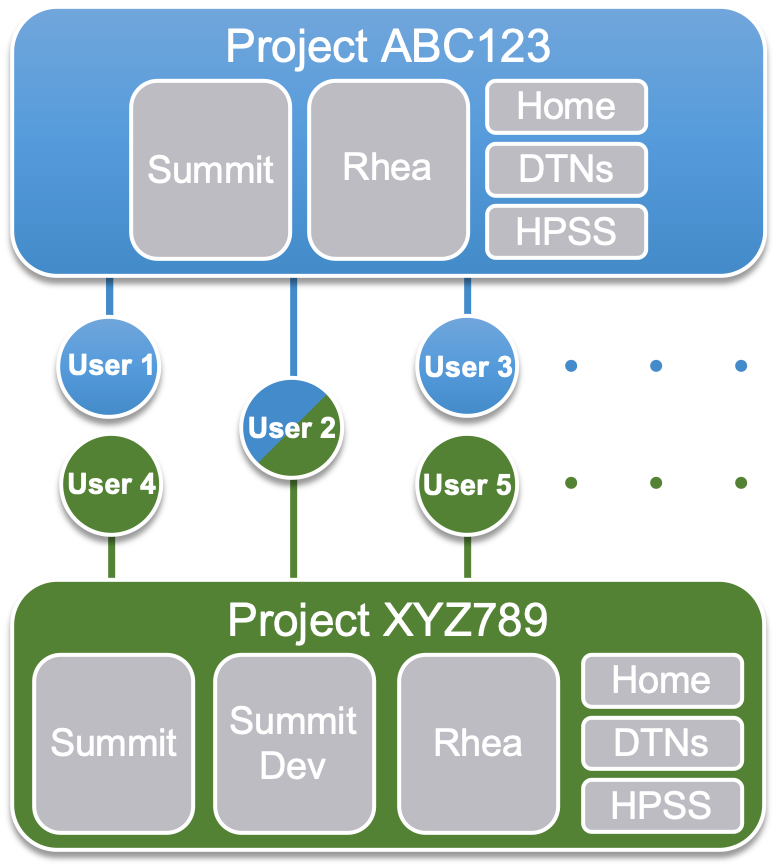 Project ABC123
Summit
Rhea
Home
DTNs
HPSS
User 1
User 2
User 3
User 4
User 5
Project XYZ789
Summit
Summit
Dev
Rhea
Home
DTNs
HPSS